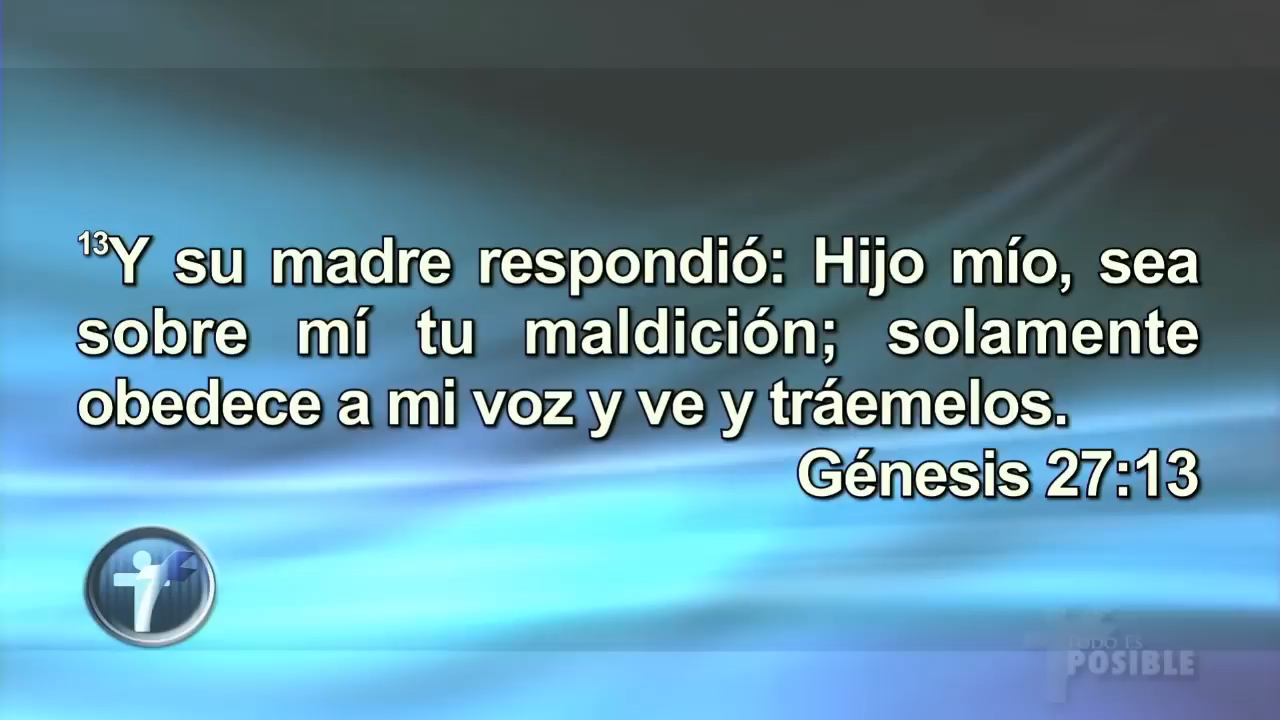 13Y su madre respondió: Hijo mío, sea
sobre mí tu maldición; solamente
obedece a mi voz y ve y tráemelos.
Génesis 27:13
TODO ES
POSIBLE